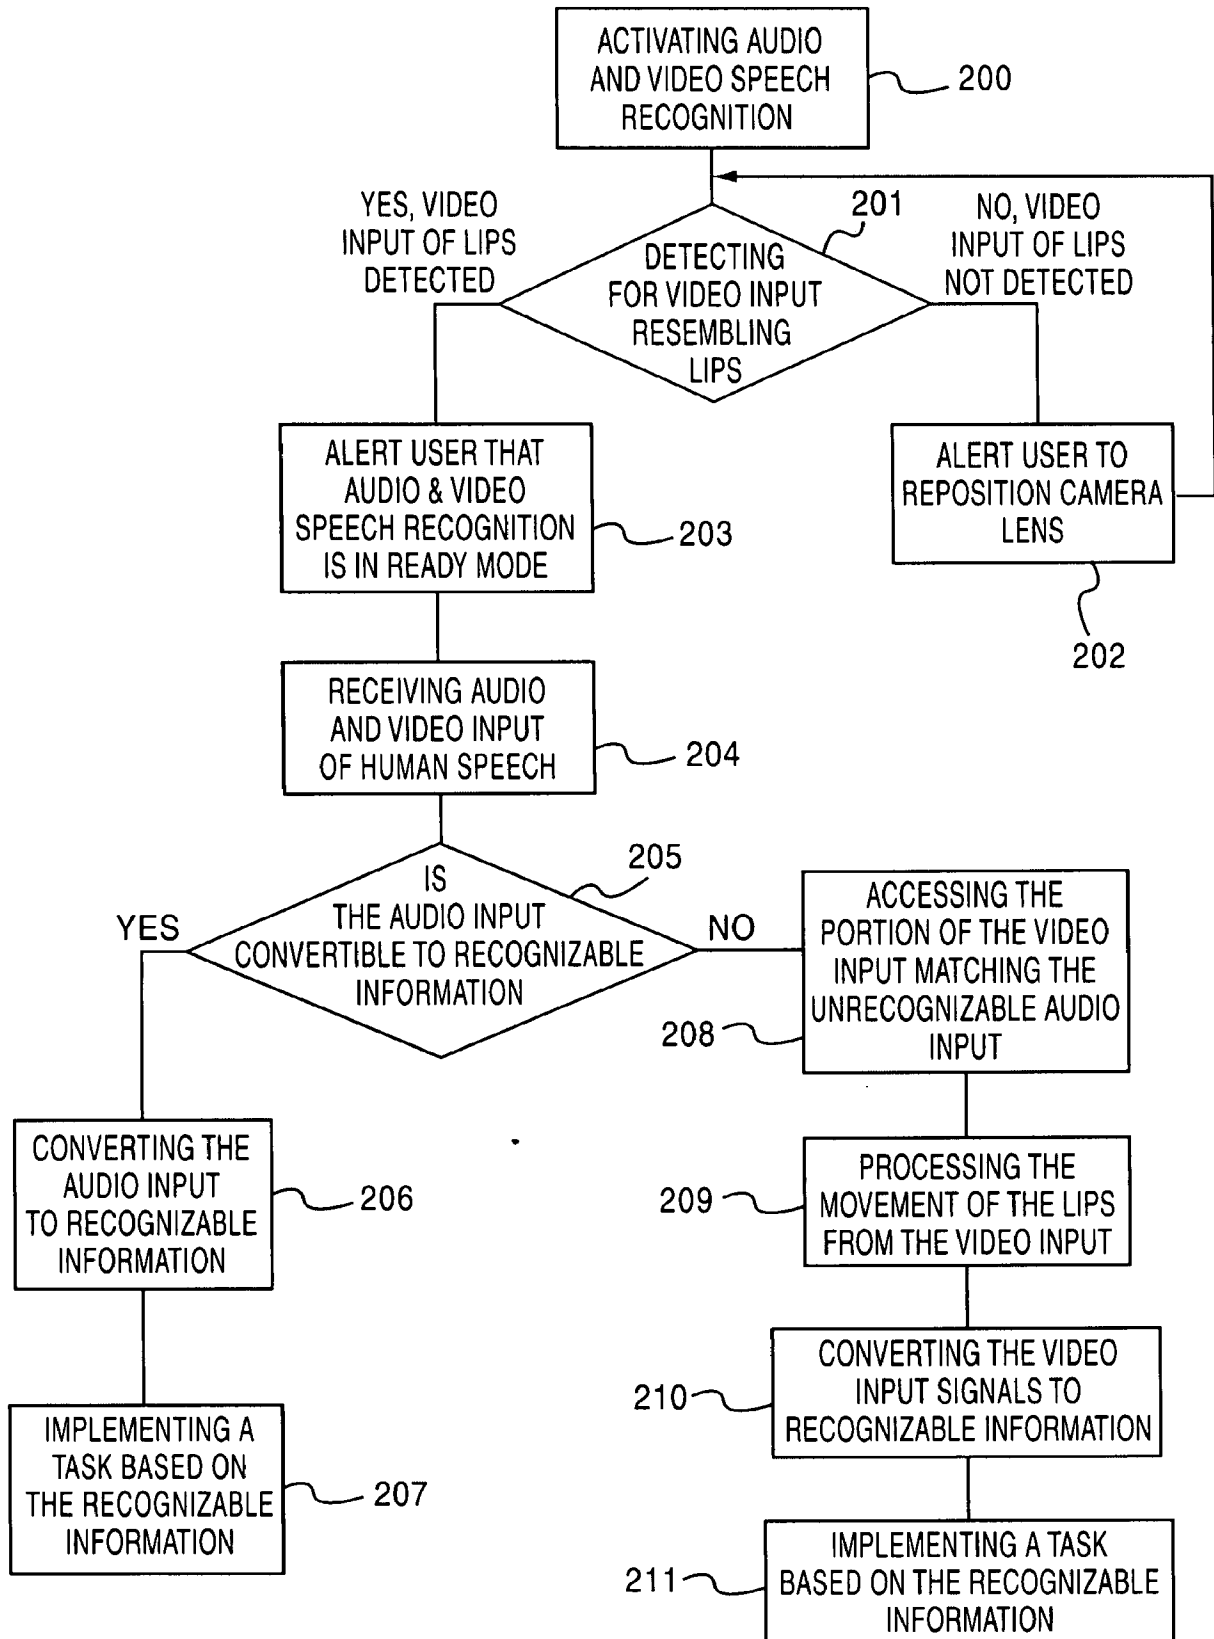 ACTIVATING AUDIO
AND VIDEO SPEECH
RECOGNITION
200
YES, VIDEO
INPUT OF LIPS
DETECTED
201
DETECTING
FOR VIDEO INPUT
RESEMBLING
LIPS
NO, VIDEO
INPUT OF LIPS
NOT DETECTED
ALERT USER TO
REPOSITION CAMERA
LENS
202
ALERT USER THAT
AUDIO & VIDEO
SPEECH RECOGNITION
IS IN READY MODE
203
RECEIVING AUDIO
AND VIDEO INPUT
OF HUMAN SPEECH
204
IS
THE AUDIO INPUT
CONVERTIBLE TO RECOGNIZABLE
INFORMATION
205
YES
NO
CONVERTING THE
AUDIO INPUT
TO RECOGNIZABLE
INFORMATION
206
IMPLEMENTING A
TASK BASED ON
THE RECOGNIZABLE
INFORMATION
207
ACCESSING THE
PORTION OF THE VIDEO
INPUT MATCHING THE
UNRECOGNIZABLE AUDIO
INPUT
208
PROCESSING THE
MOVEMENT OF THE LIPS
FROM THE VIDEO INPUT
209
CONVERTING THE VIDEO
INPUT SIGNALS TO
RECOGNIZABLE INFORMATION
210
IMPLEMENTING A TASK
BASED ON THE RECOGNIZABLE
INFORMATION
211